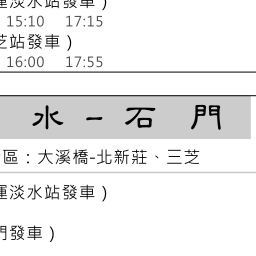 運淡水站發車 )
15:10 17:15
芝站發車 )
16:00 17:55
水 – 石 門
區：大溪橋-北新莊、三芝
運淡水站發車 )
門發車 )